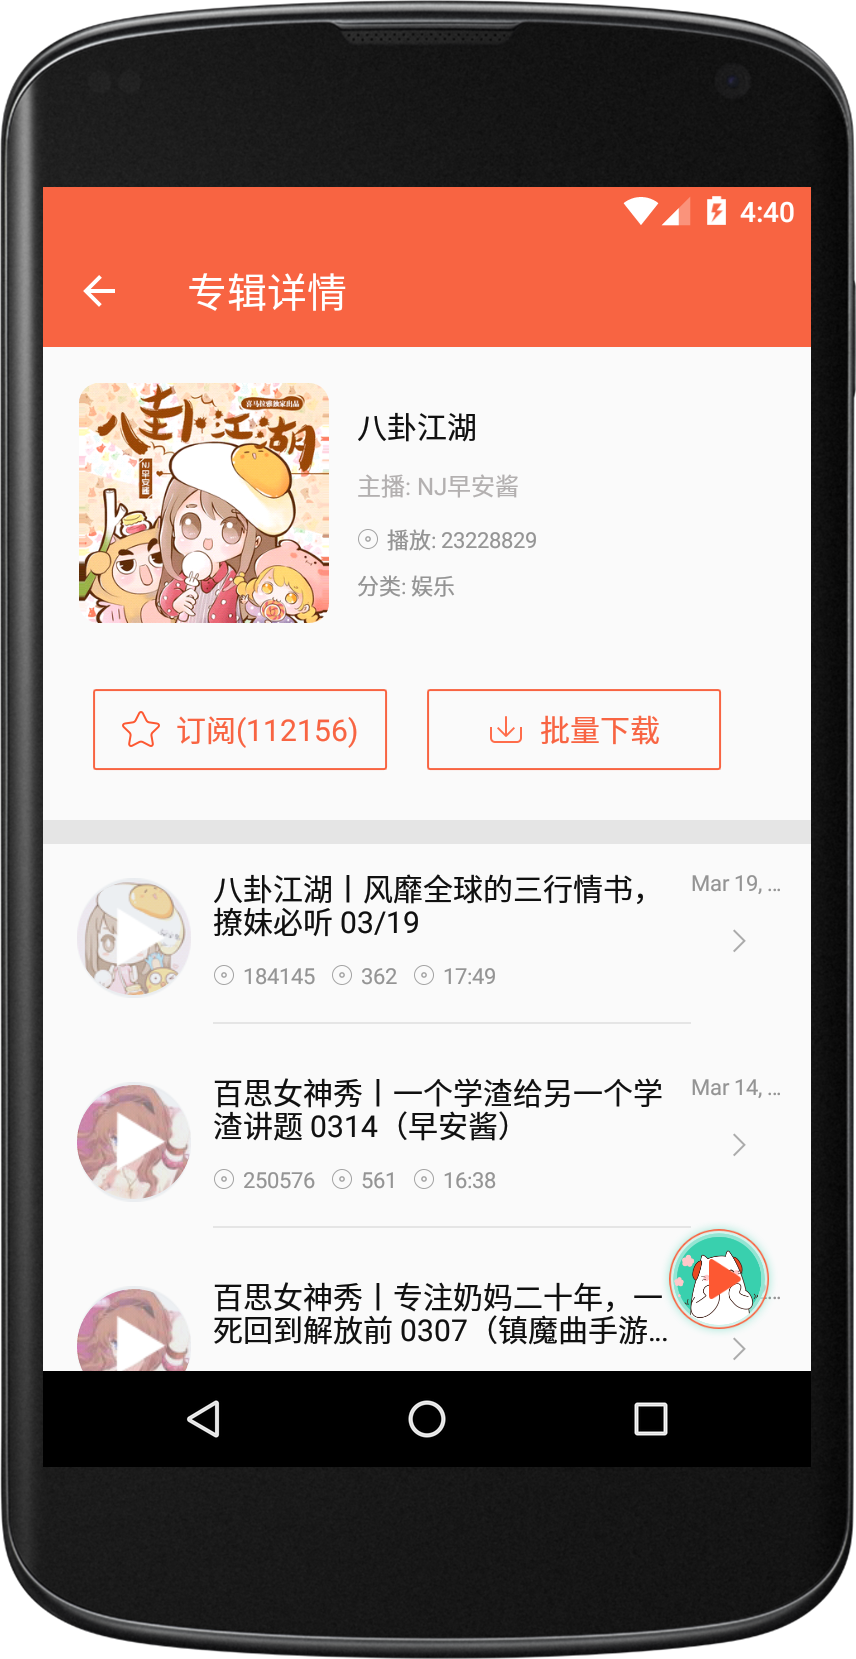 4:40
专辑详情
喜马拉雅独家出品
八卦江湖
NJ早安酱
八卦江湖
主播: NJ早安酱
播放: 23228829
分类: 娱乐
订阅(112156)
批量下载
八卦江湖丨风靡全球的三行情书，
撩妹必听 03/19
Mar 19, ...
184145 362 17:49
百思女神秀丨一个学渣给另一个学
渣讲题 0314（早安酱）
Mar 14, ...
250576 561 16:38
百思女神秀丨专注奶妈二十年，一
死回到解放前 0307（镇魔曲手游...